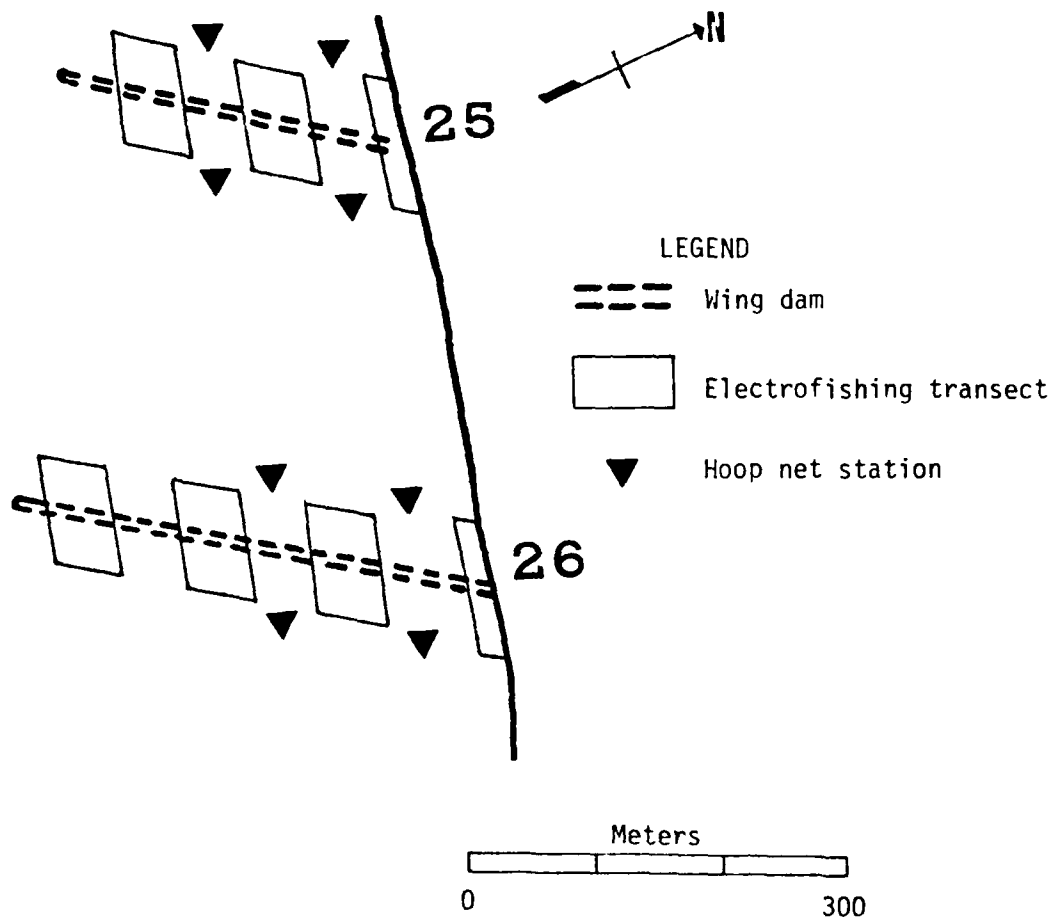 N
25
LEGEND
Wing dam
Electrofishing transect
Hoop net station
26
Meters
0 300